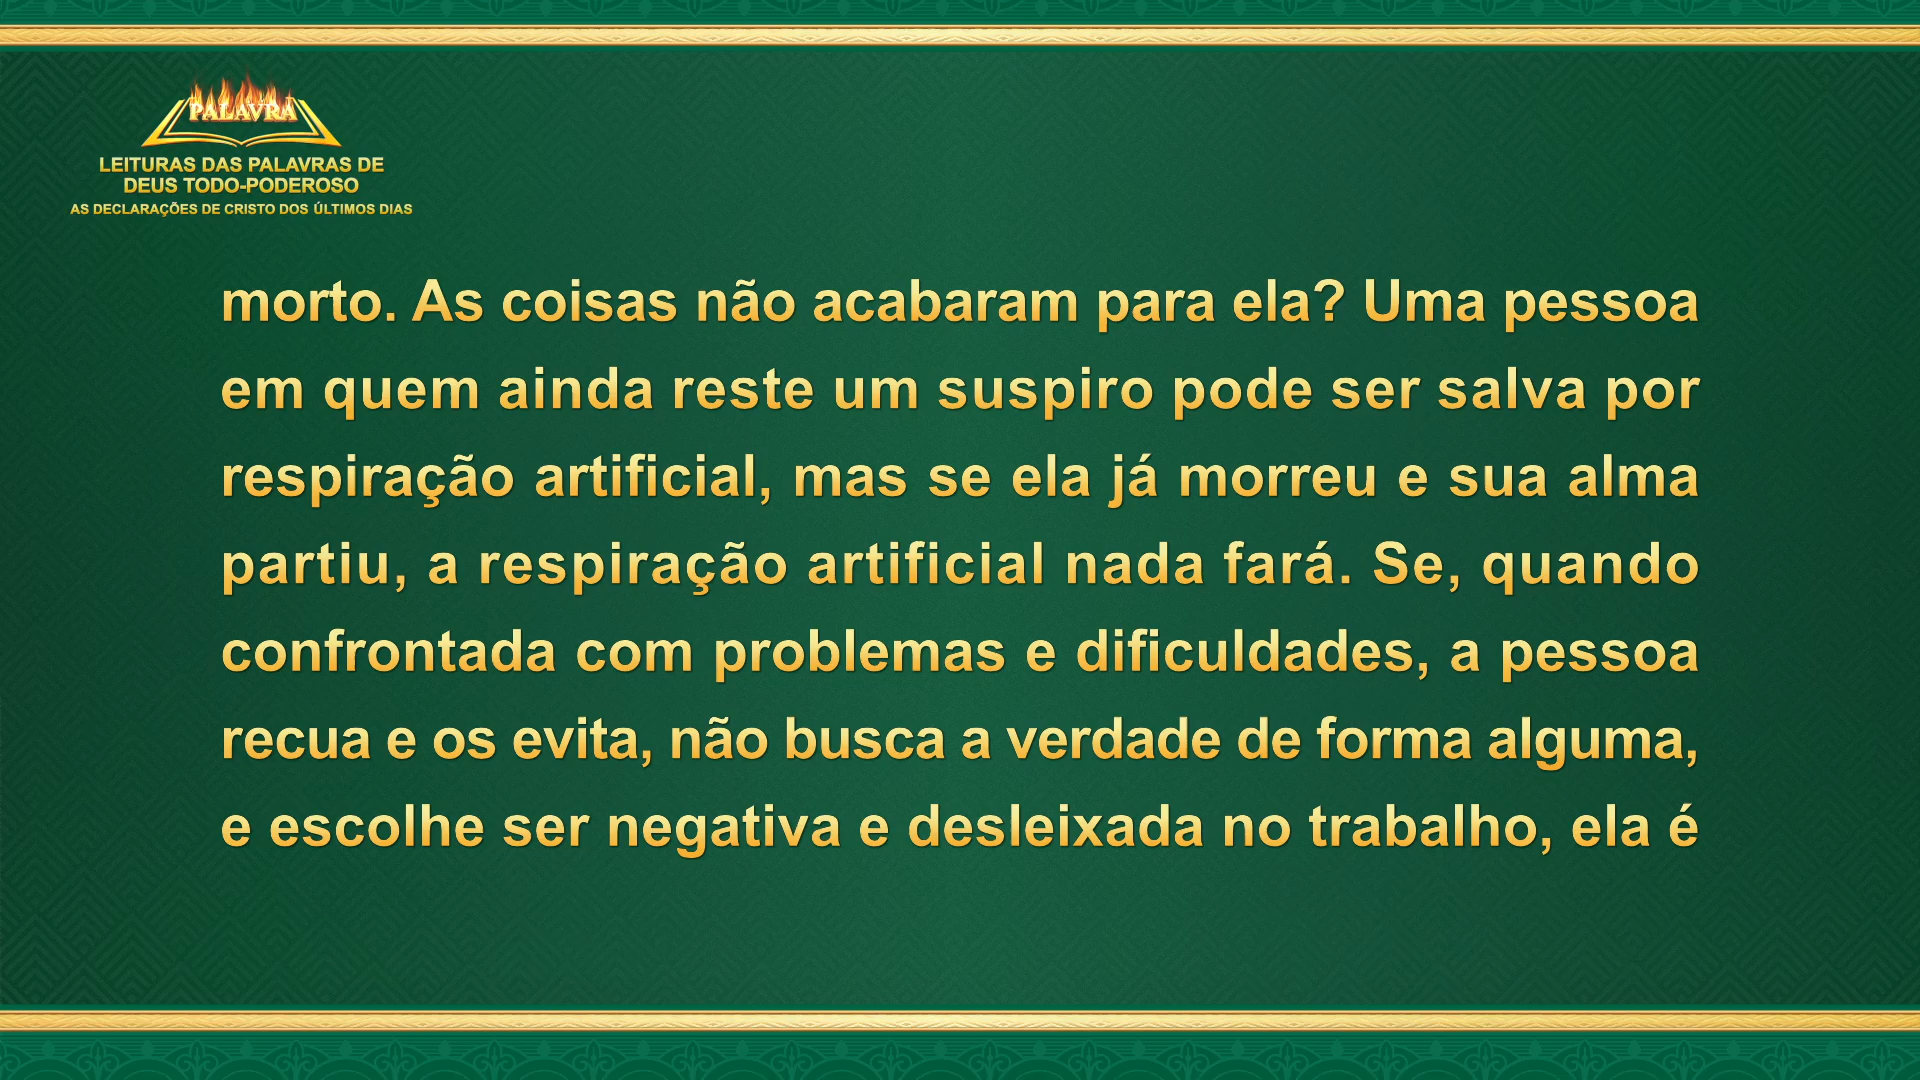 PALAVRA
LEITURAS DAS PALAVRAS DE
DEUS TODO-PODEROSO
AS DECLARAÇÕES DE CRISTO DOS ÚLTIMOS DIAS
morto. As coisas não acabaram para ela? Uma pessoa
em quem ainda reste um suspiro pode ser salva por
respiração artificial, mas se ela já morreu e sua alma
partiu, a respiração artificial nada fará. Se, quando
confrontada com problemas e dificuldades, a pessoa
recua e os evita, não busca a verdade de forma alguma,
e escolhe ser negativa e desleixada no trabalho, ela é